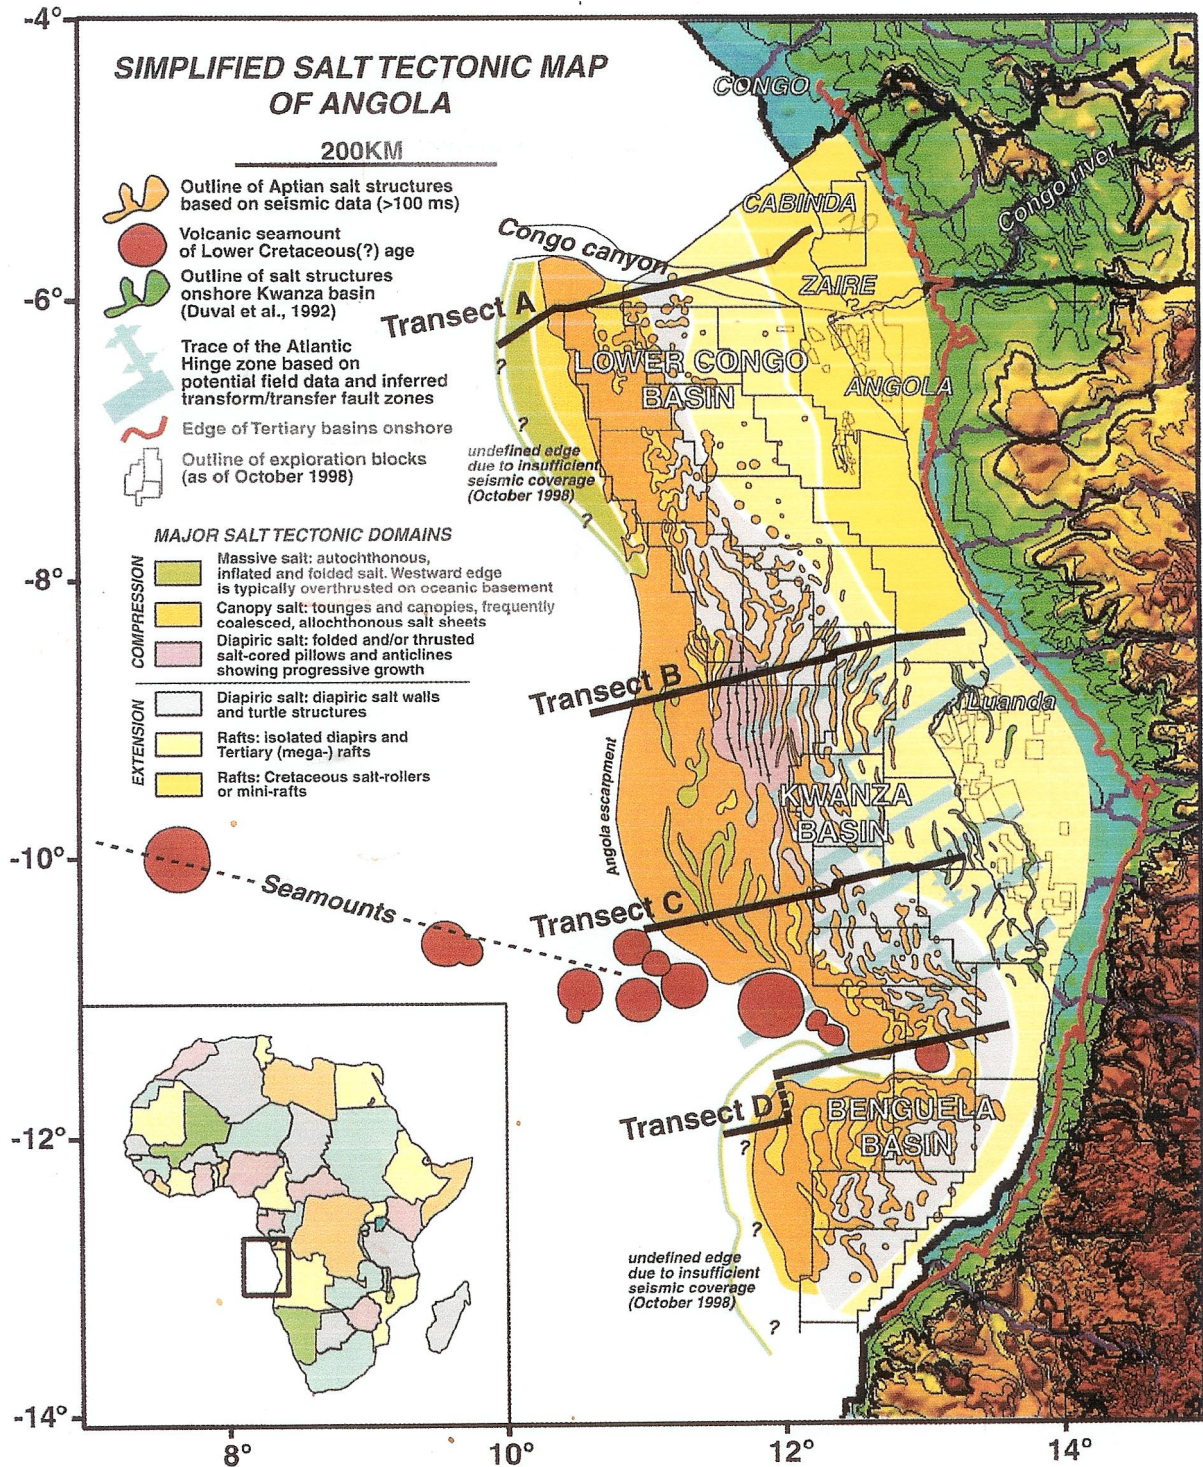 SIMPLIFIED SALT TECTONIC MAP
OF ANGOLA
200KM
Outline of Aptian salt structures
based on seismic data (>100 ms)
Volcanic seamount
of Lower Cretaceous(?) age
Outline of salt structures
onshore Kwanza basin
(Duval et al., 1992)
Trace of the Atlantic
Hinge zone based on
potential field data and inferred
transform/transfer fault zones
Edge of Tertiary basins onshore
Outline of exploration blocks
(as of October 1998)
MAJOR SALT TECTONIC DOMAINS
COMPRESSION
Massive salt: autochthonous,
inflated and folded salt. Westward edge
is typically overthrusted on oceanic basement
Canopy salt: tounges and canopies, frequently
coalesced, allochthonous salt sheets
Diapiric salt: folded and/or thrusted
salt-cored pillows and anticlines
showing progressive growth
EXTENSION
Diapiric salt: diapiric salt walls
and turtle structures
Rafts: isolated diapirs and
Tertiary (mega-) rafts
Rafts: Cretaceous salt-rollers
or mini-rafts
CONGO
Congo river
CABINDA
Congo canyon
ZAIRE
Transect A
LOWER CONGO
BASIN
ANGOLA
?
?
undefined edge
due to insufficient
seismic coverage
(October 1998)
?
Transect B
Luanda
Angola escarpment
KWANZA
BASIN
Seamounts
Transect C
Transect D
BENGUELA
BASIN
?
?
undefined edge
due to insufficient
seismic coverage
(October 1998)
?
-4°
-6°
-8°
-10°
-12°
-14°
8°
10°
12°
14°